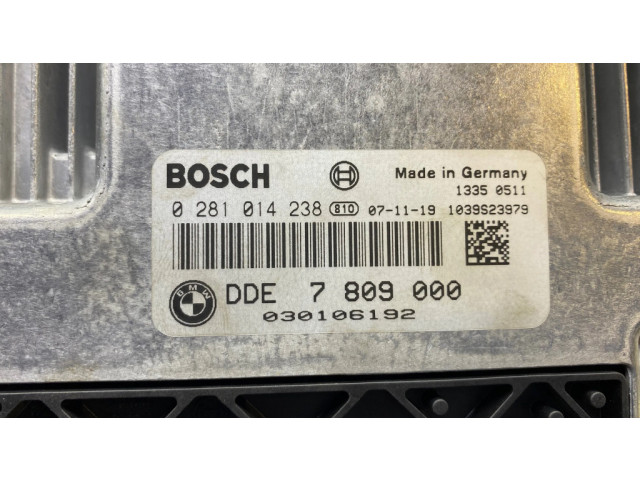 BOSCH Made in Germany
1335 0511
0 281 014 238 810 07-11-19 1039S23979
BMW DDE 7 809 000
030106192